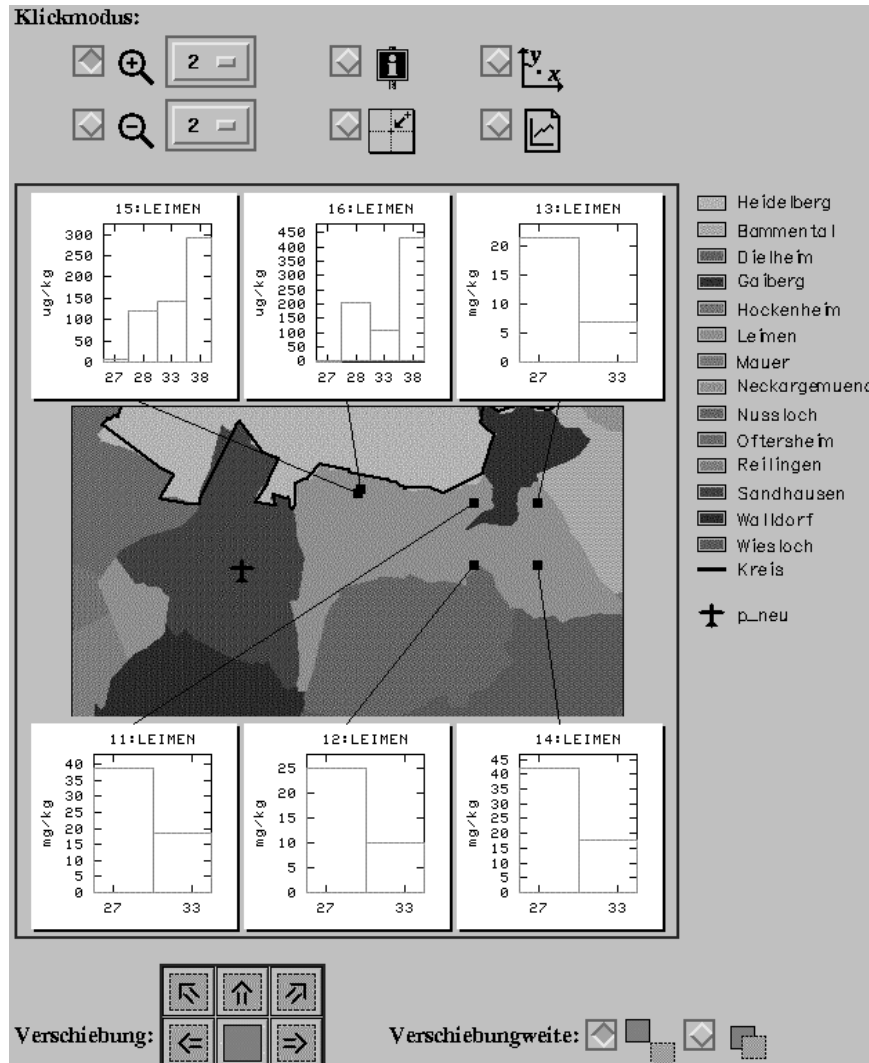 Klickmodus:
2
i
y
x
2
15:LEIMEN
ug/kg
300
250
200
150
100
50
0
27 28 33 38
16:LEIMEN
ug/kg
450
400
350
300
250
200
150
100
50
0
27 28 33 38
13:LEIMEN
mg/kg
20
15
10
5
0
27 33
Heidelberg
Bammental
Dielheim
Gaiberg
Hockenheim
Leimen
Mauer
Neckargemuend
Nussloch
Oftersheim
Reilingen
Sandhausen
Walldorf
Wiesloch
Kreis
p_neu
11:LEIMEN
mg/kg
40
35
30
25
20
15
10
5
0
27 33
12:LEIMEN
mg/kg
25
20
15
10
5
0
27 33
14:LEIMEN
mg/kg
45
40
35
30
25
20
15
10
5
0
27 33
Verschiebung:
Verschiebungweite: